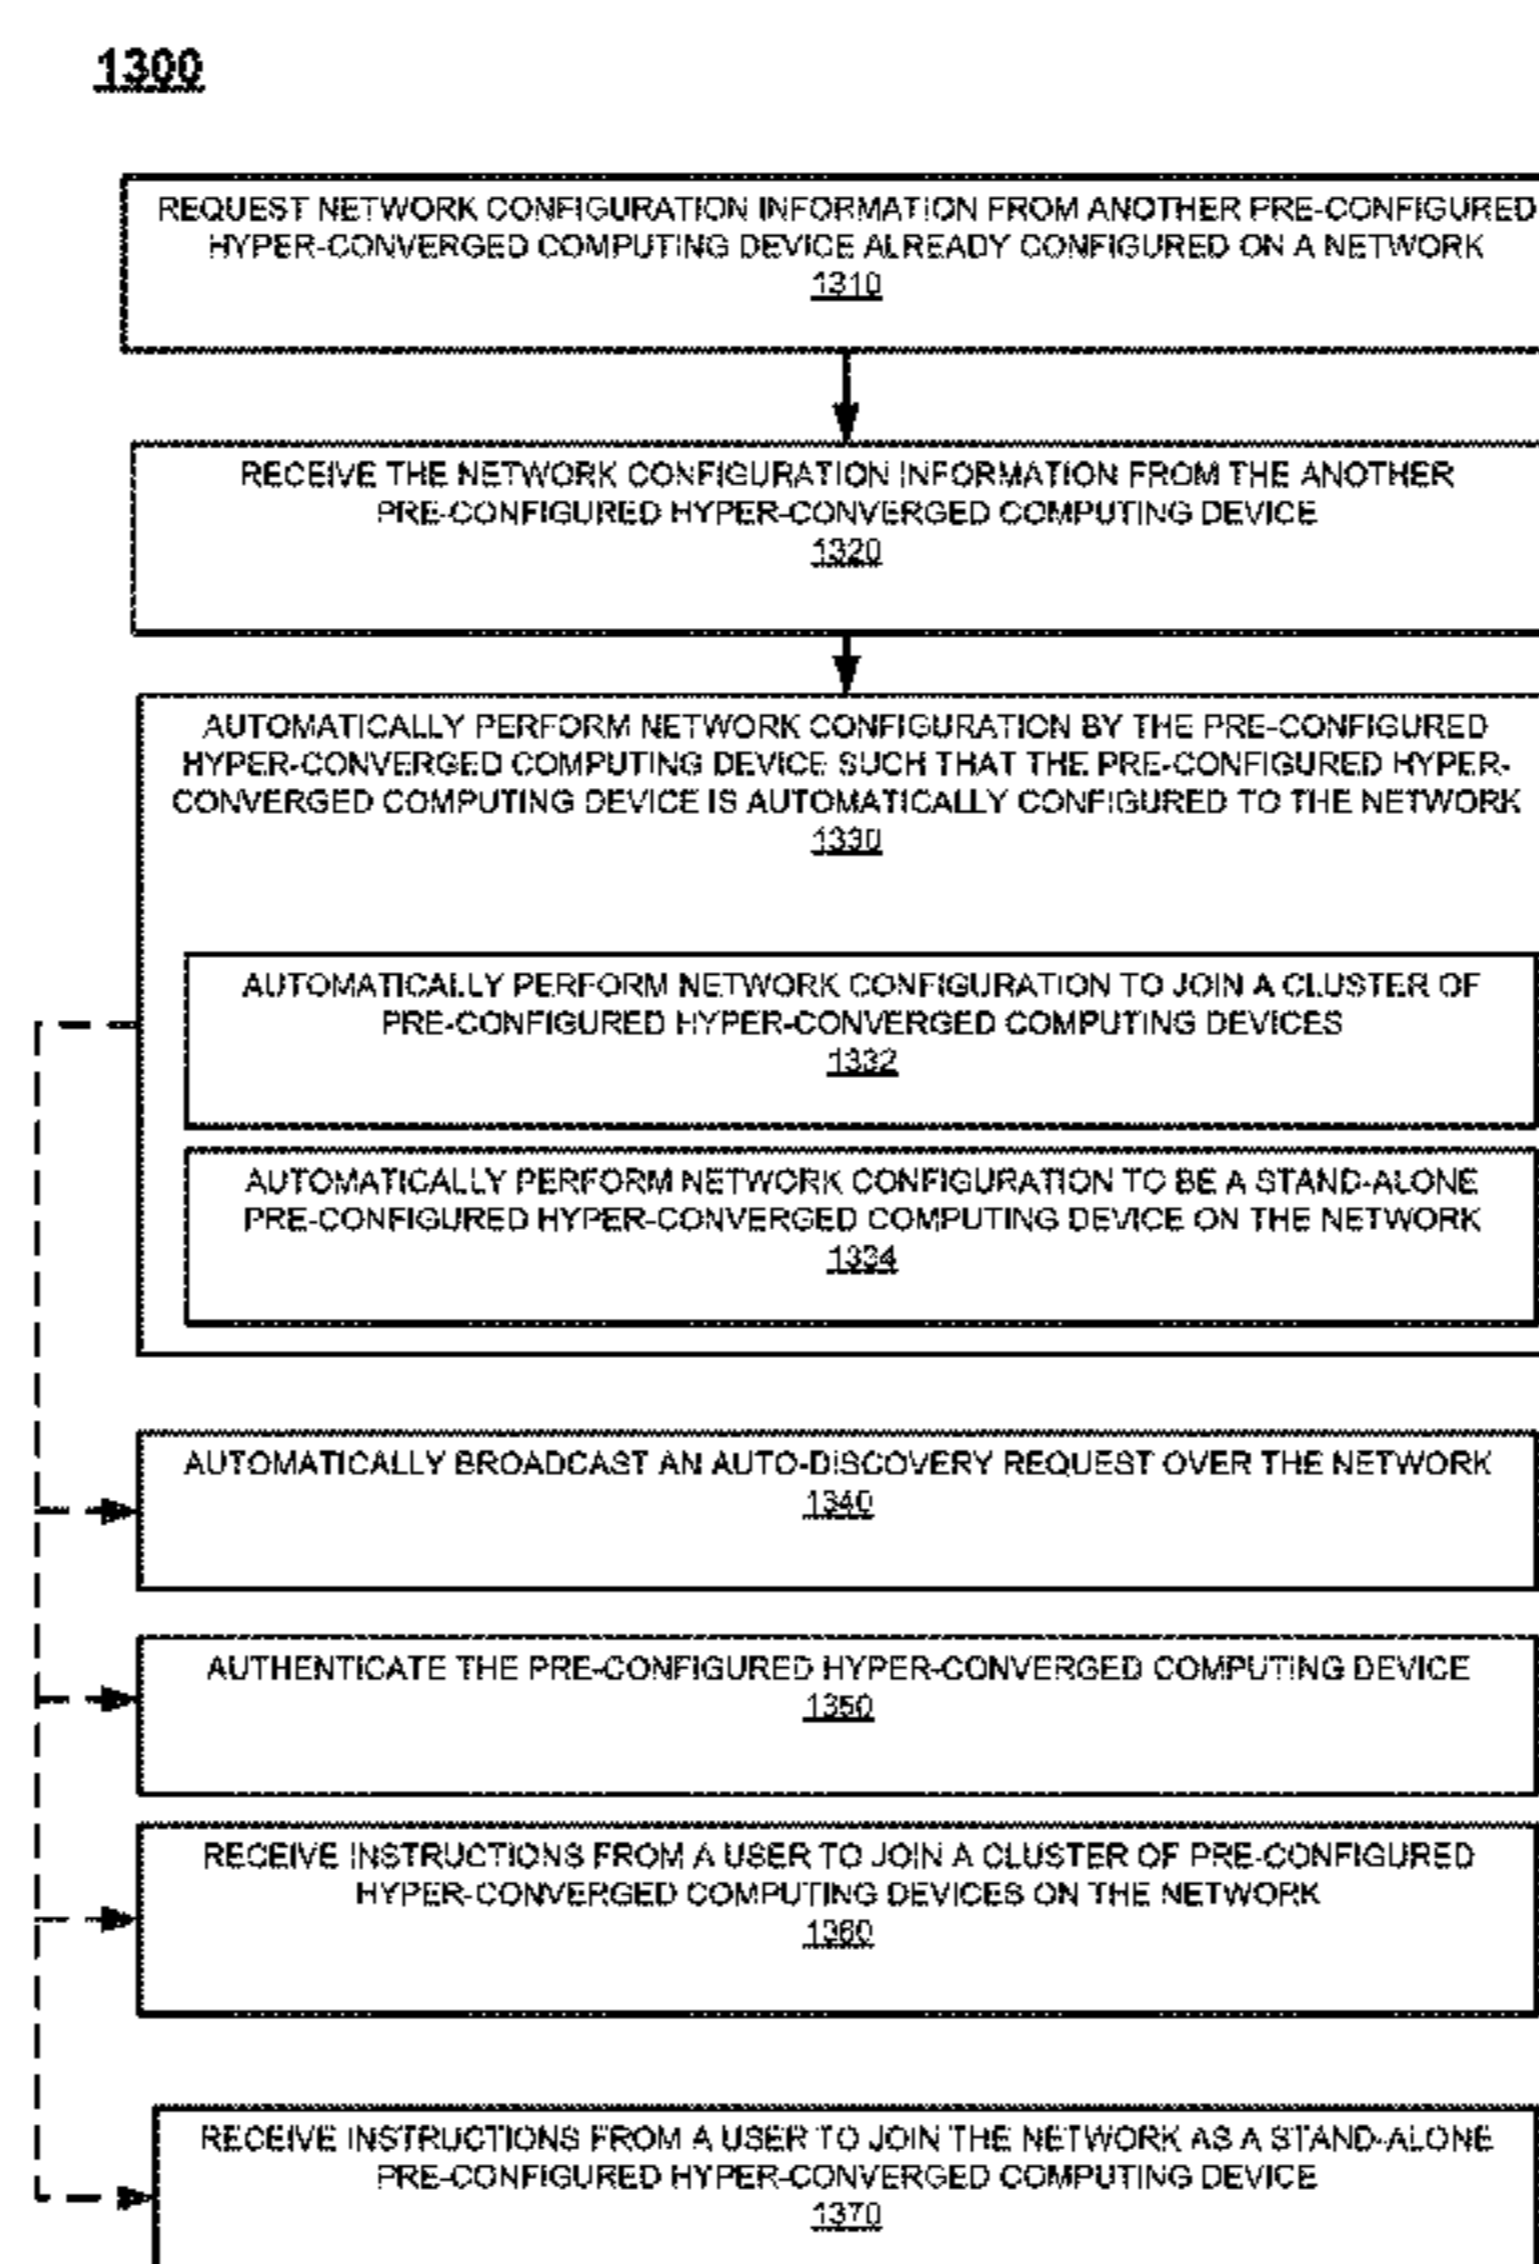 1300
REQUEST NETWORK CONFIGURATION INFORMATION FROM ANOTHER PRE-CONFIGURED
HYPER-CONVERGED COMPUTING DEVICE ALREADY CONFIGURED ON A NETWORK
1310
RECEIVE THE NETWORK CONFIGURATION INFORMATION FROM THE ANOTHER
PRE-CONFIGURED HYPER-CONVERGED COMPUTING DEVICE
1320
AUTOMATICALLY PERFORM NETWORK CONFIGURATION BY THE PRE-CONFIGURED
HYPER-CONVERGED COMPUTING DEVICE SUCH THAT THE PRE-CONFIGURED HYPER-
CONVERGED COMPUTING DEVICE IS AUTOMATICALLY CONFIGURED TO THE NETWORK
1330
AUTOMATICALLY PERFORM NETWORK CONFIGURATION TO JOIN A CLUSTER OF
PRE-CONFIGURED HYPER-CONVERGED COMPUTING DEVICES
1332
AUTOMATICALLY PERFORM NETWORK CONFIGURATION TO BE A STAND-ALONE
PRE-CONFIGURED HYPER-CONVERGED COMPUTING DEVICE ON THE NETWORK
1334
AUTOMATICALLY BROADCAST AN AUTO-DISCOVERY REQUEST OVER THE NETWORK
1340
AUTHENTICATE THE PRE-CONFIGURED HYPER-CONVERGED COMPUTING DEVICE
1350
RECEIVE INSTRUCTIONS FROM A USER TO JOIN A CLUSTER OF PRE-CONFIGURED
HYPER-CONVERGED COMPUTING DEVICES ON THE NETWORK
1360
RECEIVE INSTRUCTIONS FROM A USER TO JOIN THE NETWORK AS A STAND-ALONE
PRE-CONFIGURED HYPER-CONVERGED COMPUTING DEVICE
1370